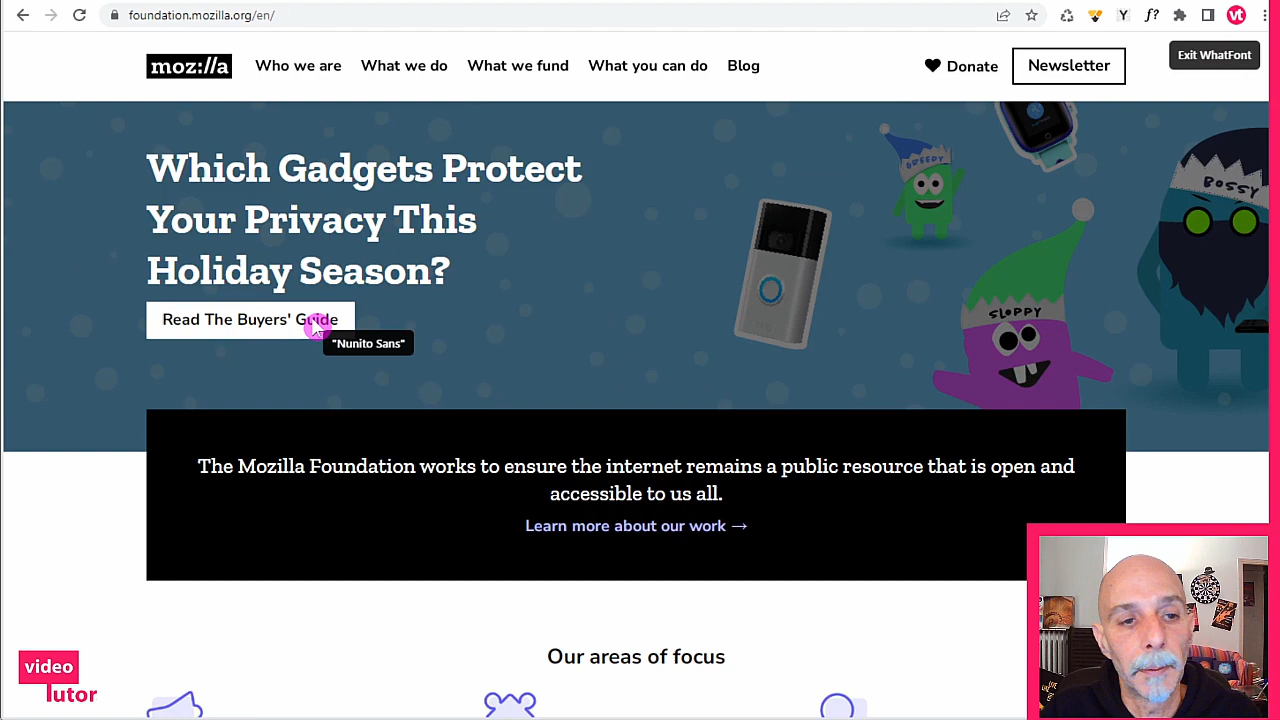 foundation.mozilla.org/en/
f?
vt
moz://a
Who we are
What we do
What we fund
What you can do
Blog
Donate
Newsletter
Exit WhatFont
Which Gadgets Protect
Your Privacy This
Holiday Season?
Read The Buyers' Guide
"Nunito Sans"
GREEDY
BOSSY
SLOPPY
The Mozilla Foundation works to ensure the internet remains a public resource that is open and
accessible to us all.
Learn more about our work →
Our areas of focus
video
Tutor